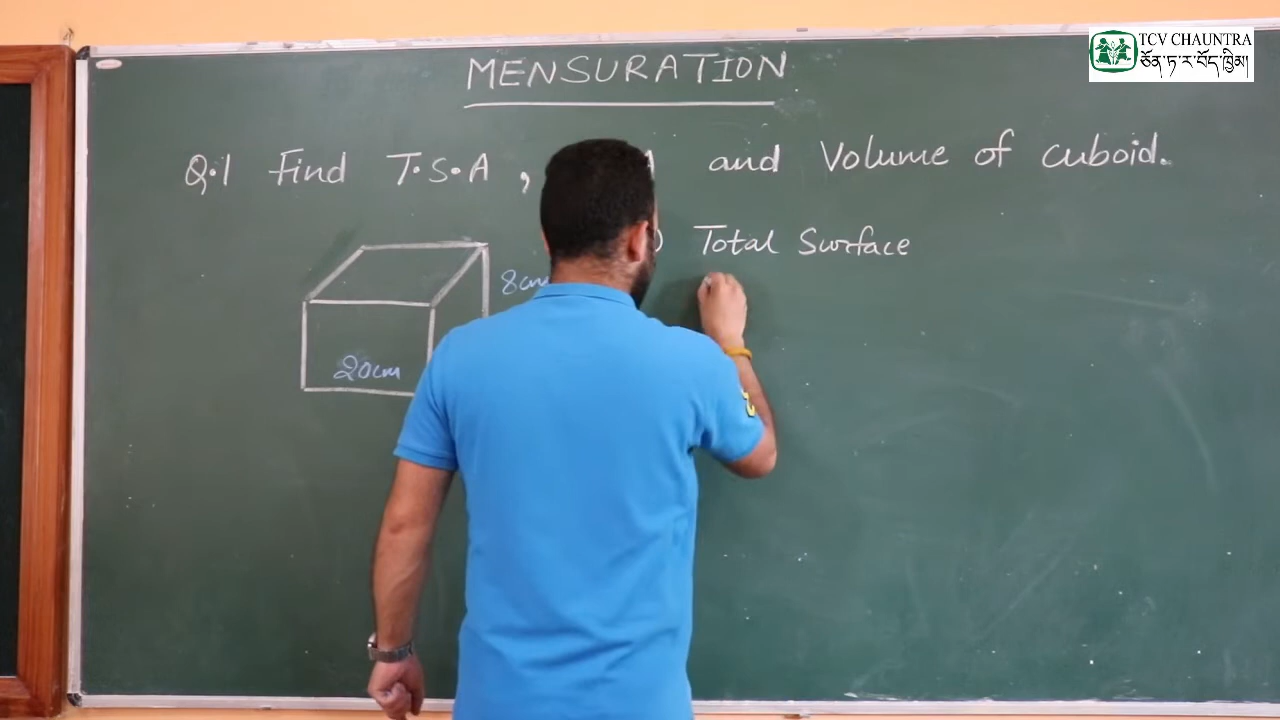 TCV CHAUNTRA
ཅོན་ཏ་ར་བོད་ཁྱིམ།
MENSURATION
Q.1 Find T.S.A , and Volume of cuboid.
Total Surface
8cm
20cm